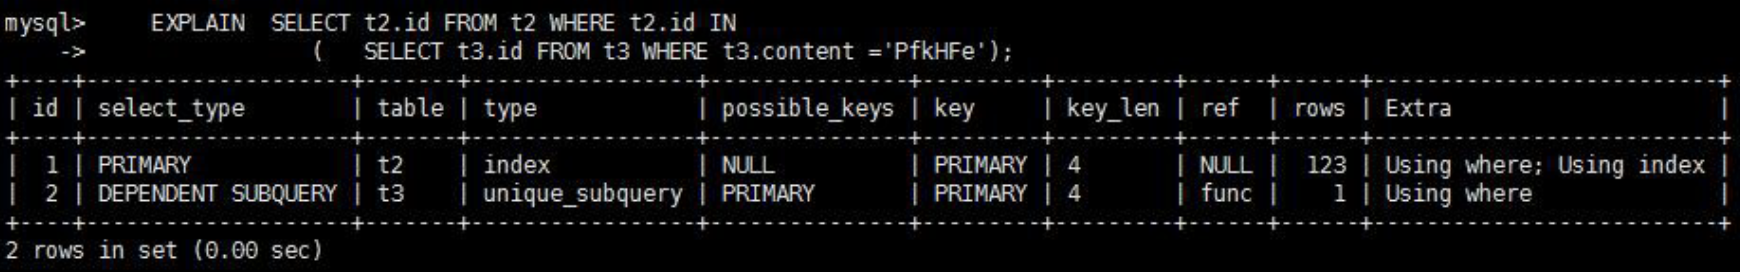 mysql>     EXPLAIN  SELECT t2.id FROM t2 WHERE t2.id IN
    ->                 (   SELECT t3.id FROM t3 WHERE t3.content ='PfkHFe');
+----+--------------------+-------+-----------------+---------------+---------+---------+------+------+--------------------------+
| id | select_type        | table | type            | possible_keys | key     | key_len | ref  | rows | Extra                    |
+----+--------------------+-------+-----------------+---------------+---------+---------+------+------+--------------------------+
|  1 | PRIMARY            | t2    | index           | NULL          | PRIMARY | 4       | NULL |  123 | Using where; Using index |
|  2 | DEPENDENT SUBQUERY | t3    | unique_subquery | PRIMARY       | PRIMARY | 4       | func |    1 | Using where              |
+----+--------------------+-------+-----------------+---------------+---------+---------+------+------+--------------------------+
2 rows in set (0.00 sec)